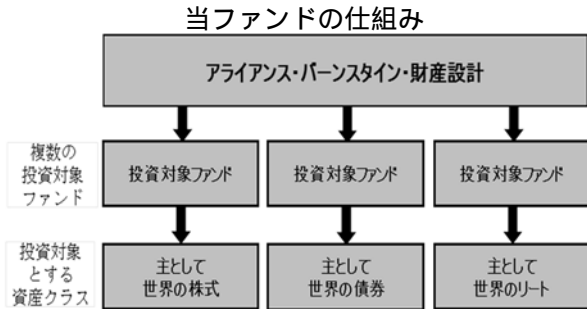 当ファンドの仕組み
アライアンス・バーンスタイン・財産設計
複数の
投資対象
ファンド
投資対象ファンド
投資対象ファンド
投資対象ファンド
投資対象
とする
資産クラス
主として
世界の株式
主として
世界の債券
主として
世界のリート